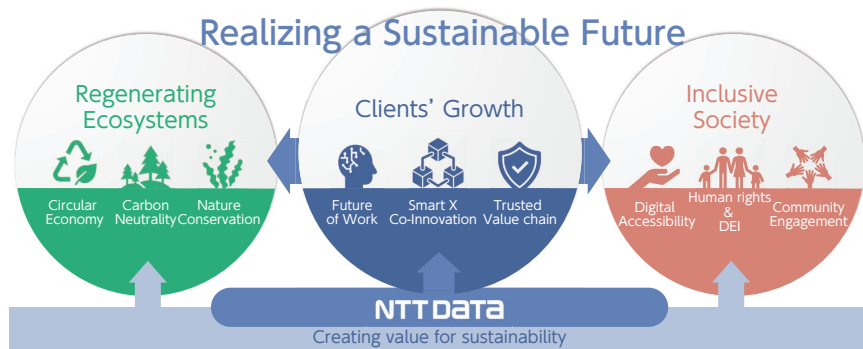 Realizing a Sustainable Future
Regenerating
Ecosystems
Circular
Economy
Carbon
Neutrality
Nature
Conservation
Clients’ Growth
Future
of Work
Smart X
Co-Innovation
Trusted
Value chain
Inclusive
Society
Digital
Accessibility
Human rights
&
DEI
Community
Engagement
NTT DATA
Creating value for sustainability